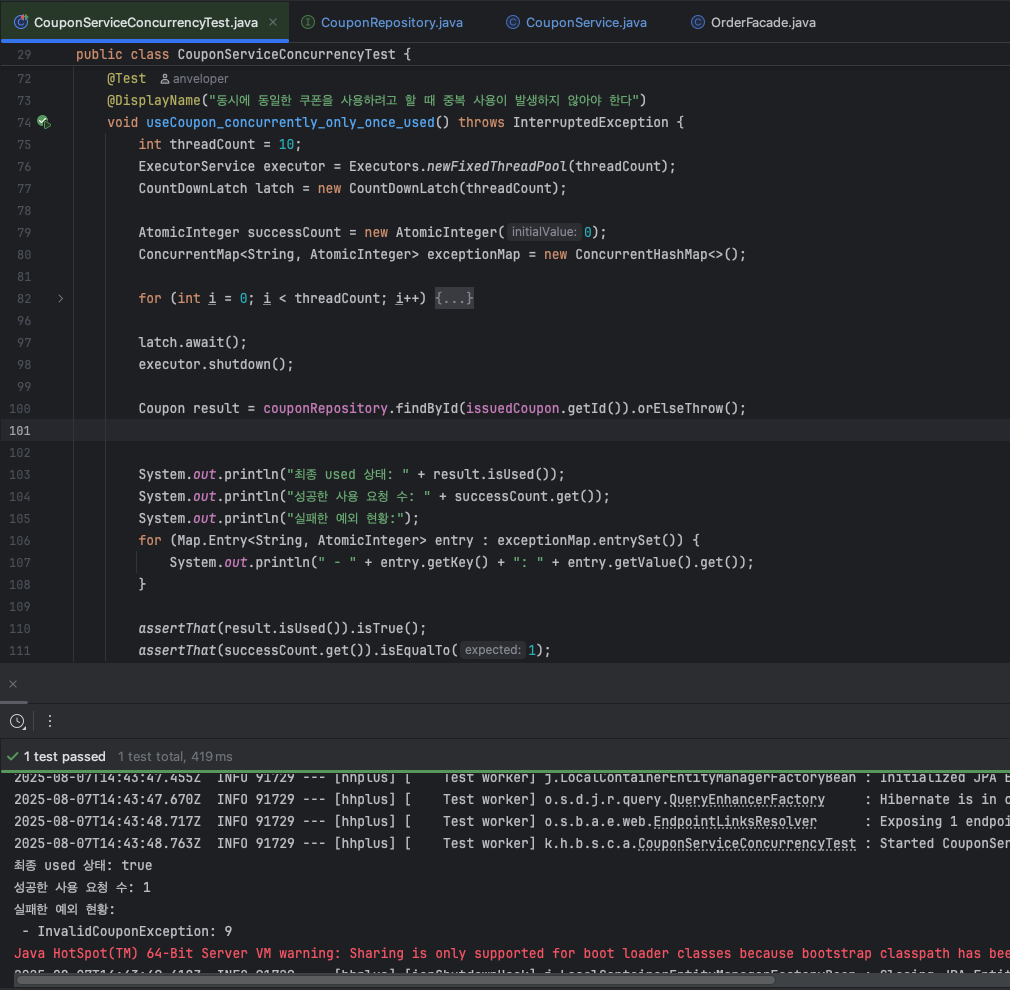 CouponServiceConcurrencyTest.java × CouponRepository.java CouponService.java OrderFacade.java
29 public class CouponServiceConcurrencyTest {
72 @Test anveloper
73 @DisplayName("동시에 동일한 쿠폰을 사용하려고 할 때 중복 사용이 발생하지 않아야 한다")
74 void useCoupon_concurrently_only_once_used() throws InterruptedException {
75 int threadCount = 10;
76 ExecutorService executor = Executors.newFixedThreadPool(threadCount);
77 CountDownLatch latch = new CountDownLatch(threadCount);
78
79 AtomicInteger successCount = new AtomicInteger( initialValue: 0);
80 ConcurrentMap<String, AtomicInteger> exceptionMap = new ConcurrentHashMap<>();
81
82 for (int i = 0; i < threadCount; i++) {...}
96
97 latch.await();
98 executor.shutdown();
99
100 Coupon result = couponRepository.findById(issuedCoupon.getId()).orElseThrow();
101
102
103 System.out.println("최종 used 상태: " + result.isUsed());
104 System.out.println("성공한 사용 요청 수: " + successCount.get());
105 System.out.println("실패한 예외 현황:");
106 for (Map.Entry<String, AtomicInteger> entry : exceptionMap.entrySet()) {
107 System.out.println(" - " + entry.getKey() + ": " + entry.getValue().get());
108 }
109
110 assertThat(result.isUsed()).isTrue();
111 assertThat(successCount.get()).isEqualTo( expected: 1);
1 test passed 1 test total, 419 ms
2025-08-07T14:43:47.455Z INFO 91729 --- [hhplus] [ Test worker] j.LocalContainerEntityManagerFactoryBean : Initialized JPA E
2025-08-07T14:43:47.670Z INFO 91729 --- [hhplus] [ Test worker] o.s.d.j.r.query.QueryEnhancerFactory : Hibernate is in
2025-08-07T14:43:48.717Z INFO 91729 --- [hhplus] [ Test worker] o.s.b.a.e.web.EndpointLinksResolver : Exposing 1 endpoi
2025-08-07T14:43:48.763Z INFO 91729 --- [hhplus] [ Test worker] k.h.b.s.c.a.CouponServiceConcurrencyTest : Started CouponSer
최종 used 상태: true
성공한 사용 요청 수: 1
실패한 예외 현황:
- InvalidCouponException: 9
Java HotSpot(TM) 64-Bit Server VM warning: Sharing is only supported for boot loader classes because bootstrap classpath has bee